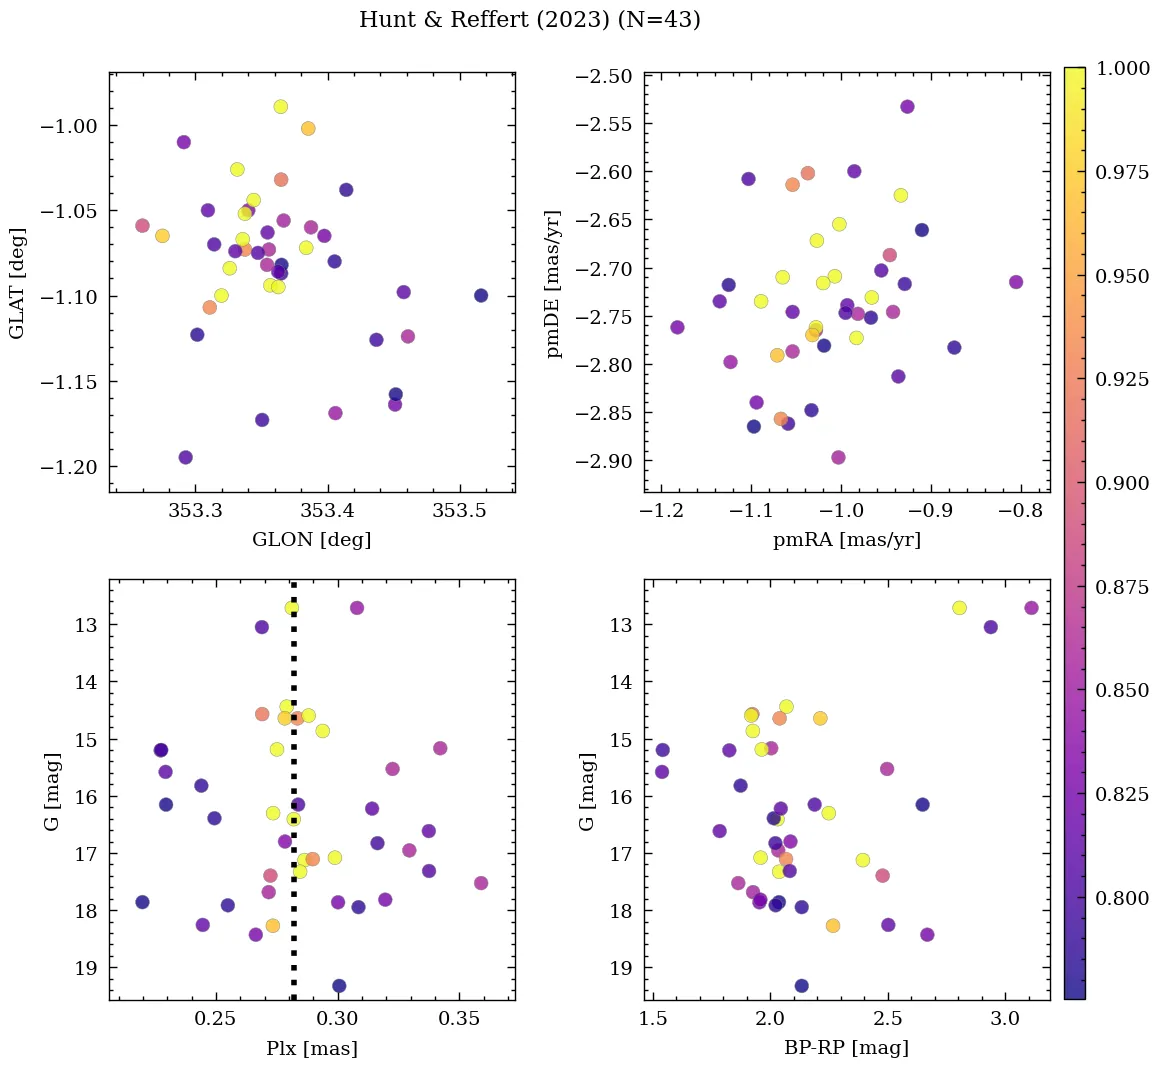 Hunt & Reffert (2023) (N=43)
−1.00
−1.05
−1.10
−1.15
−1.20
GLAT [deg]
353.3 353.4 353.5
GLON [deg]
−2.50
−2.55
−2.60
−2.65
−2.70
−2.75
−2.80
−2.85
−2.90
pmDE [mas/yr]
−1.2 −1.1 −1.0 −0.9 −0.8
pmRA [mas/yr]
13
14
15
16
17
18
19
G [mag]
0.25 0.30 0.35
Plx [mas]
13
14
15
16
17
18
19
G [mag]
1.5 2.0 2.5 3.0
BP-RP [mag]
1.000
0.975
0.950
0.925
0.900
0.875
0.850
0.825
0.800